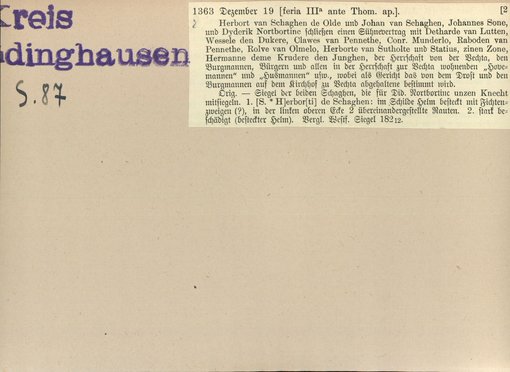 Kreis
dinghausen
S. 87
1363 Dezember 19 [feria IIIª ante Thom. ap.]. [2
Herbort van Schaghen de Olde und Johan van Schaghen, Johannes Sone,
und Dyderik Nortbortine schließen einen Sühnevertrag mit Detharde van Lutten,
Wessele den Dukere, Clawes van Pennethe, Conr. Munderlo, Raboden van
Pennethe, Rolve van Olmelo, Herborte van Sutholte und Statius, zinen Zone,
Hermanne deme Krudere den Junghen, der Herrschaft von der Vechta, den
Burgmannen, Bürgern und allen in der Herrschaft zur Vechta wohnenden „Hove-
mannen" und „Husmannen" usw., wobei als Gericht das von dem Drost und den
Burgmannen auf dem Kirchhof zu Vechta abgehaltene bestimmt wird.
Orig. — Siegel der beiden Schaghen, die für Did. Nortbortine unzen Knecht
mitsiegeln. 1. [S. * H]erbor[ti] de Schaghen: im Schilde Helm besteckt mit Fichten-
zweigen (?), in der linken oberen Ecke 2 übereinandergestellte Rauten. 2. stark be-
schädigt (besteckter Helm). Vergl. Westf. Siegel 182 12.